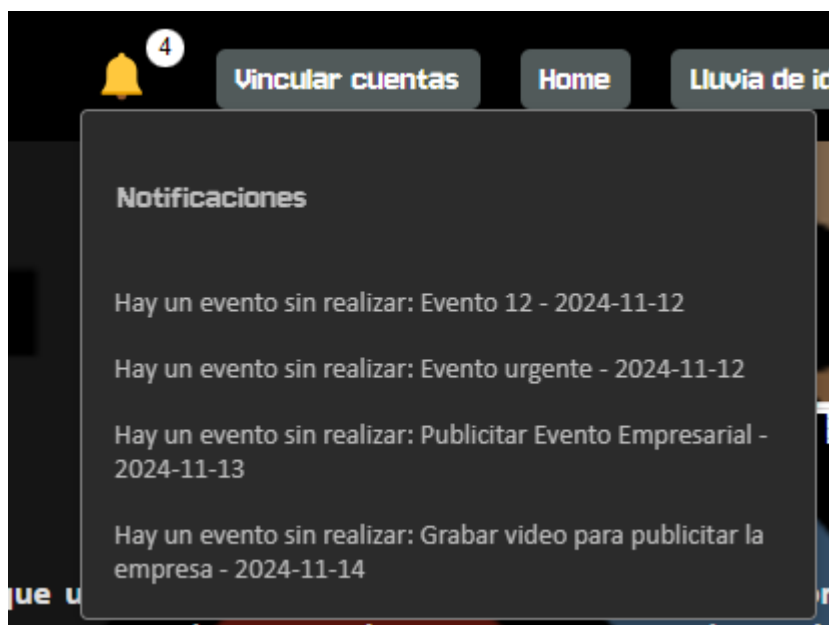 4
Vincular cuentas
Home
Lluvia de
Notificaciones
Hay un evento sin realizar: Evento 12 - 2024-11-12
Hay un evento sin realizar: Evento urgente - 2024-11-12
Hay un evento sin realizar: Publicitar Evento Empresarial -
2024-11-13
Hay un evento sin realizar: Grabar video para publicitar la
empresa - 2024-11-14